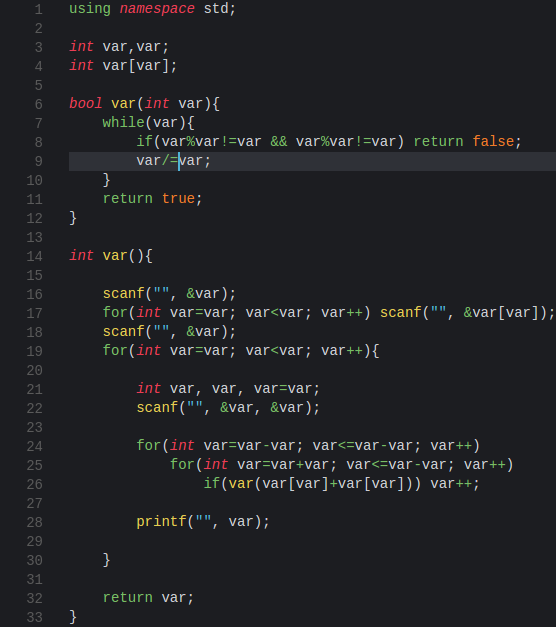 1 using namespace std;
2
3 int var,var;
4 int var[var];
5
6 bool var(int var){
7 while(var){
8 if(var%var!=var && var%var!=var) return false;
9 var/=var;
10 }
11 return true;
12 }
13
14 int var(){
15
16 scanf("", &var);
17 for(int var=var; var<var; var++) scanf("", &var[var]);
18 scanf("", &var);
19 for(int var=var; var<var; var++){
20
21 int var, var, var=var;
22 scanf("", &var, &var);
23
24 for(int var=var-var; var<=var-var; var++)
25 for(int var=var+var; var<=var-var; var++)
26 if(var(var[var]+var[var])) var++;
27
28 printf("", var);
29
30 }
31
32 return var;
33 }